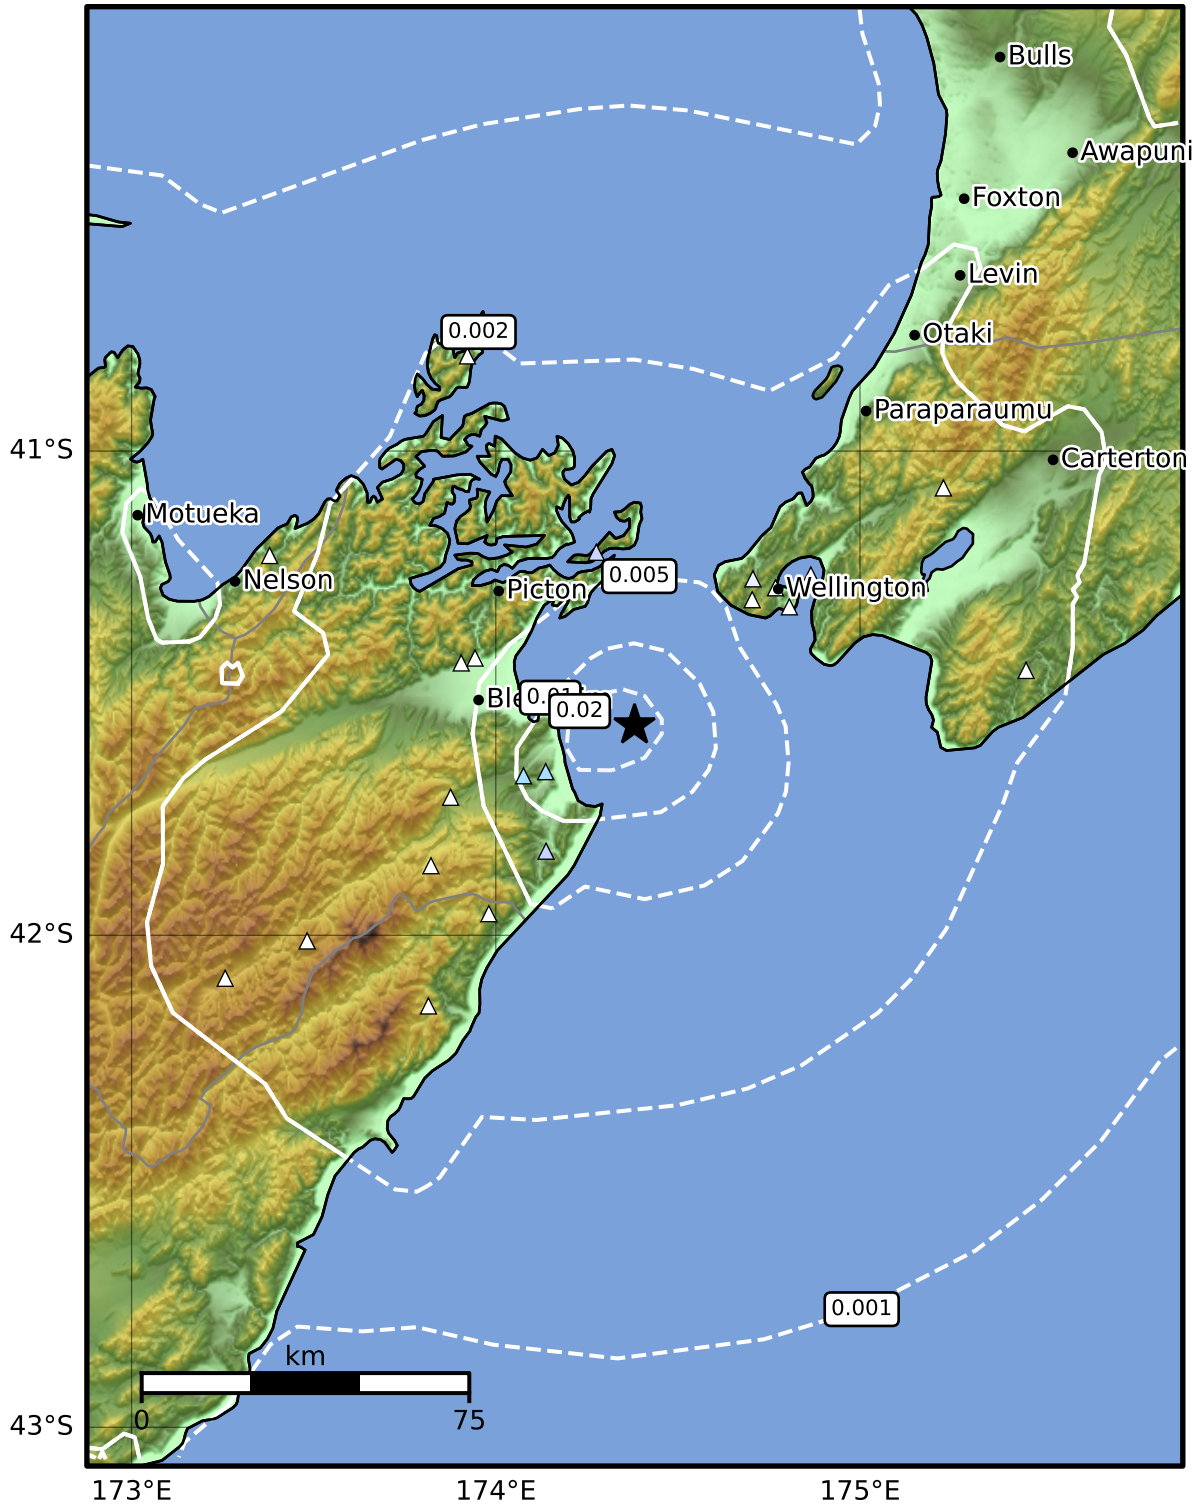 Bulls
Awapuni
Foxton
Levin
0.002
Otaki
Paraparaumu
41°S
Carterton
Motueka
Nelson
0.005
Picton
Wellington
0.02
42°S
0.001
km
0
75
43°S
173°E
174°E
175°E